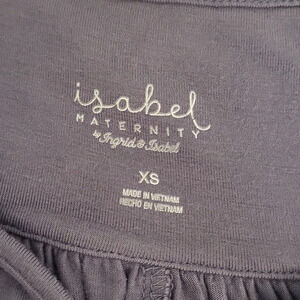 isabel
MATERNITY
by Ingrid & Isabel
XS
MADE IN VIETNAM
HECHO EN VIETNAM